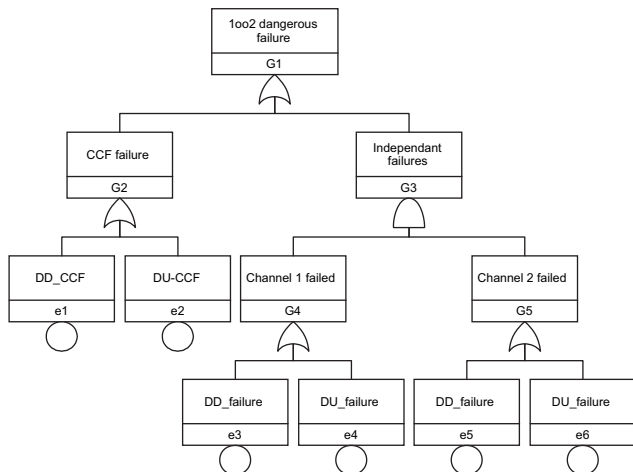 1oo2 dangerous
failure
G1
CCF failure
G2
Independant
failures
G3
DD_CCF
e1
DU-CCF
e2
Channel 1 failed
G4
Channel 2 failed
G5
DD_failure
e3
DU_failure
e4
DD_failure
e5
DU_failure
e6